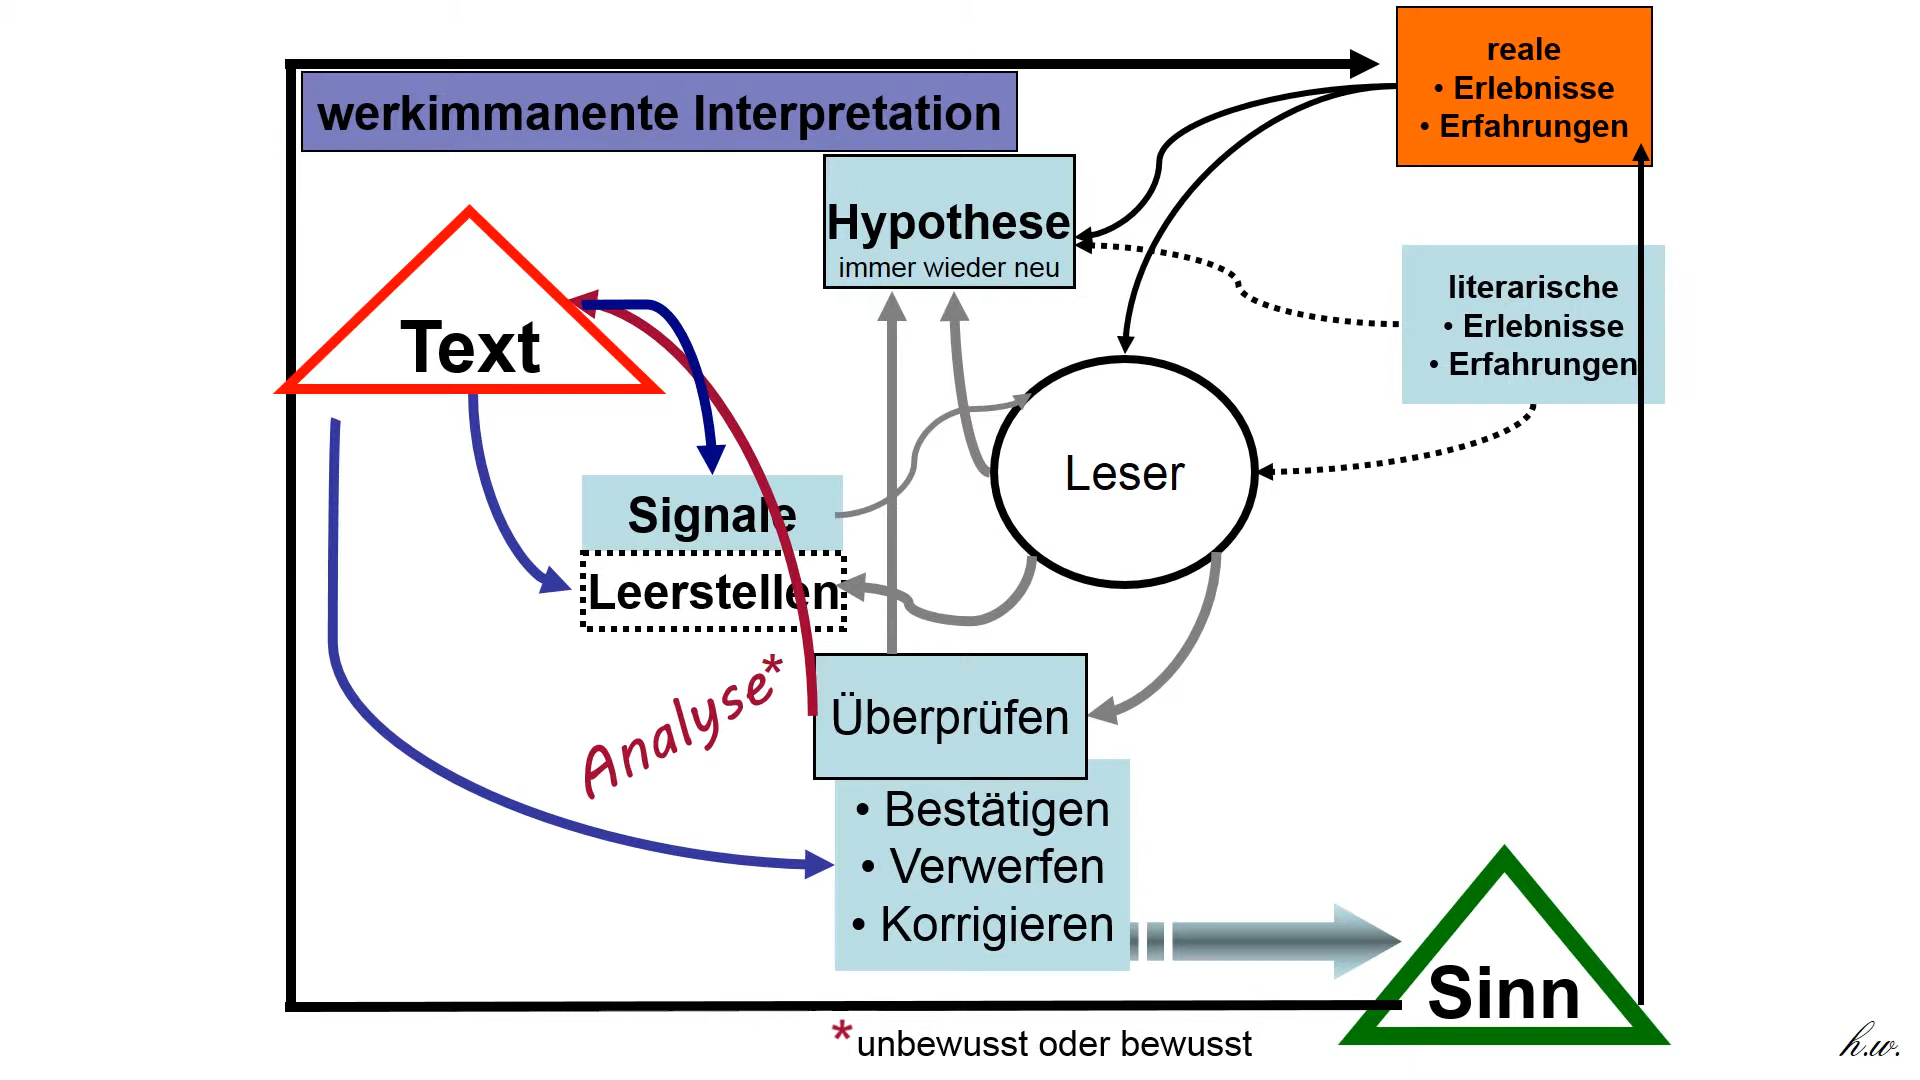 reale
• Erlebnisse
• Erfahrungen
werkimmanente Interpretation
Hypothese
immer wieder neu
literarische
• Erlebnisse
• Erfahrungen
Text
Leser
Signale
Leerstellen
Analyse*
Überprüfen
• Bestätigen
• Verwerfen
• Korrigieren
Sinn
*unbewusst oder bewusst
h.w.